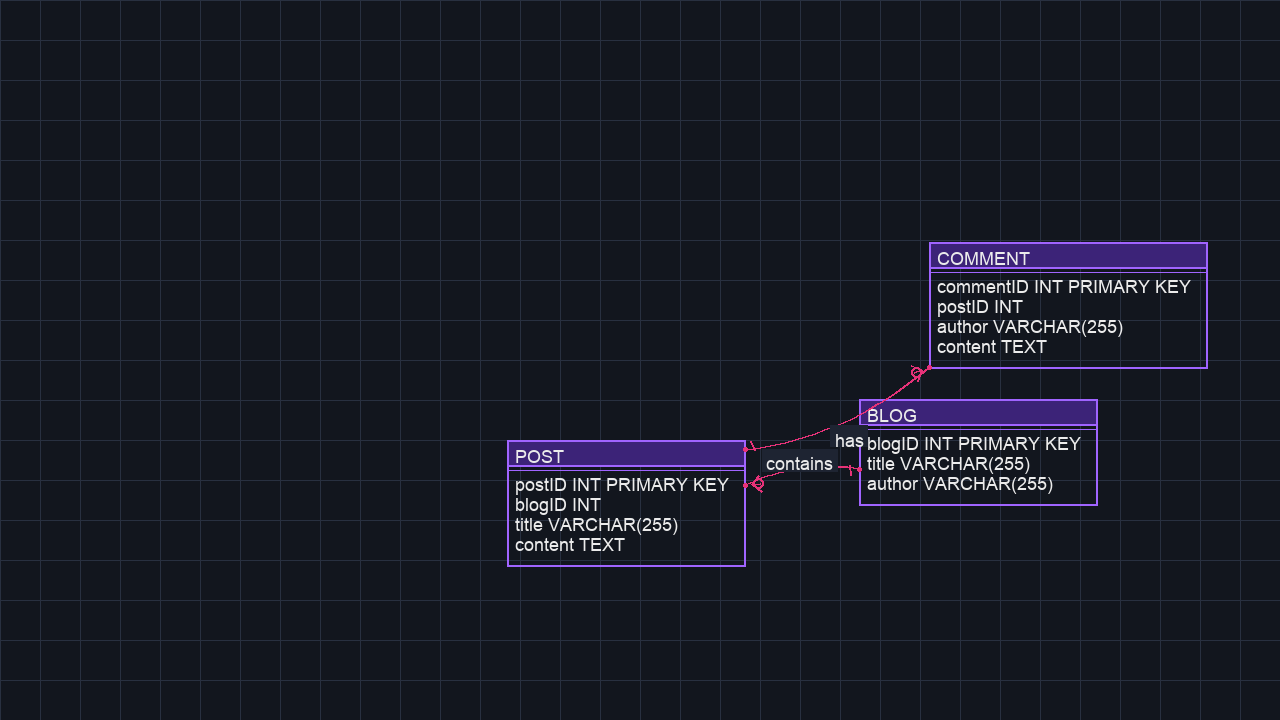 COMMENT
commentID INT PRIMARY KEY
postID INT
author VARCHAR(255)
content TEXT
BLOG
blogID INT PRIMARY KEY
title VARCHAR(255)
author VARCHAR(255)
has
contains
POST
postID INT PRIMARY KEY
blogID INT
title VARCHAR(255)
content TEXT